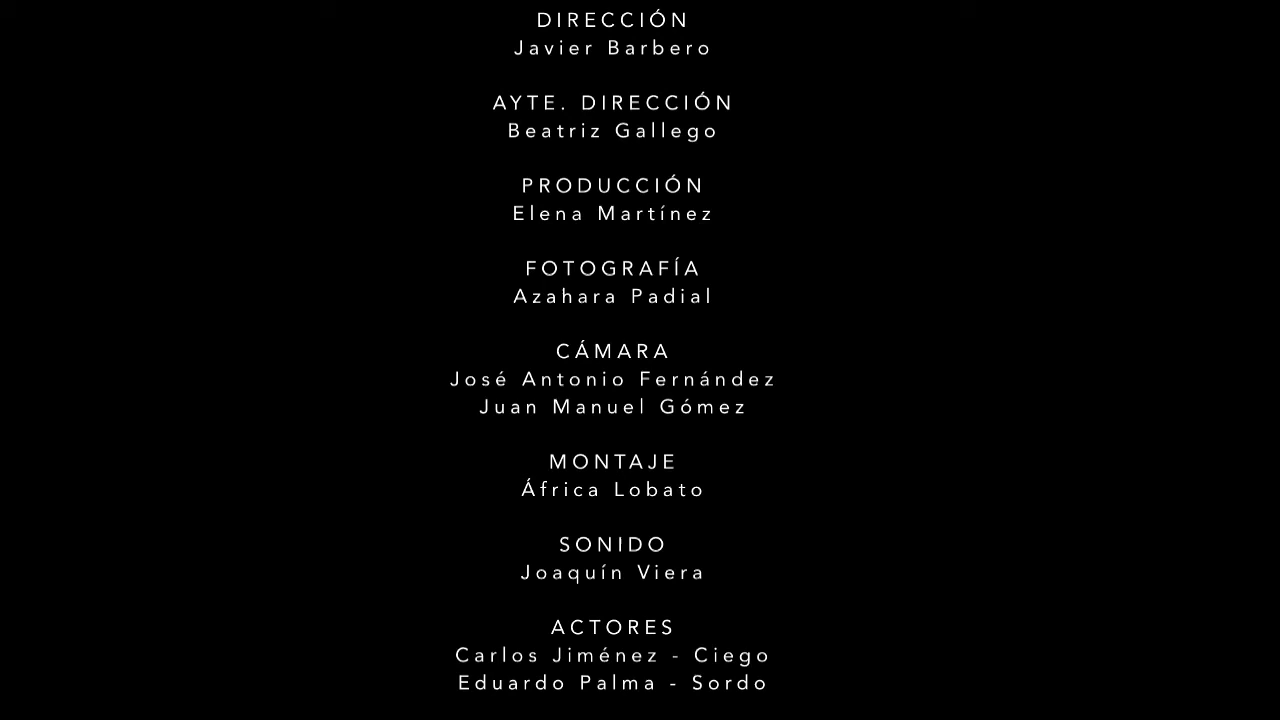 DIRECCIÓN
Javier Barbero
AYTE. DIRECCIÓN
Beatriz Gallego
PRODUCCIÓN
Elena Martínez
FOTOGRAFÍA
Azahara Padial
CÁMARA
José Antonio Fernández
Juan Manuel Gómez
MONTAJE
África Lobato
SONIDO
Joaquín Viera
ACTORES
Carlos Jiménez - Ciego
Eduardo Palma - Sordo